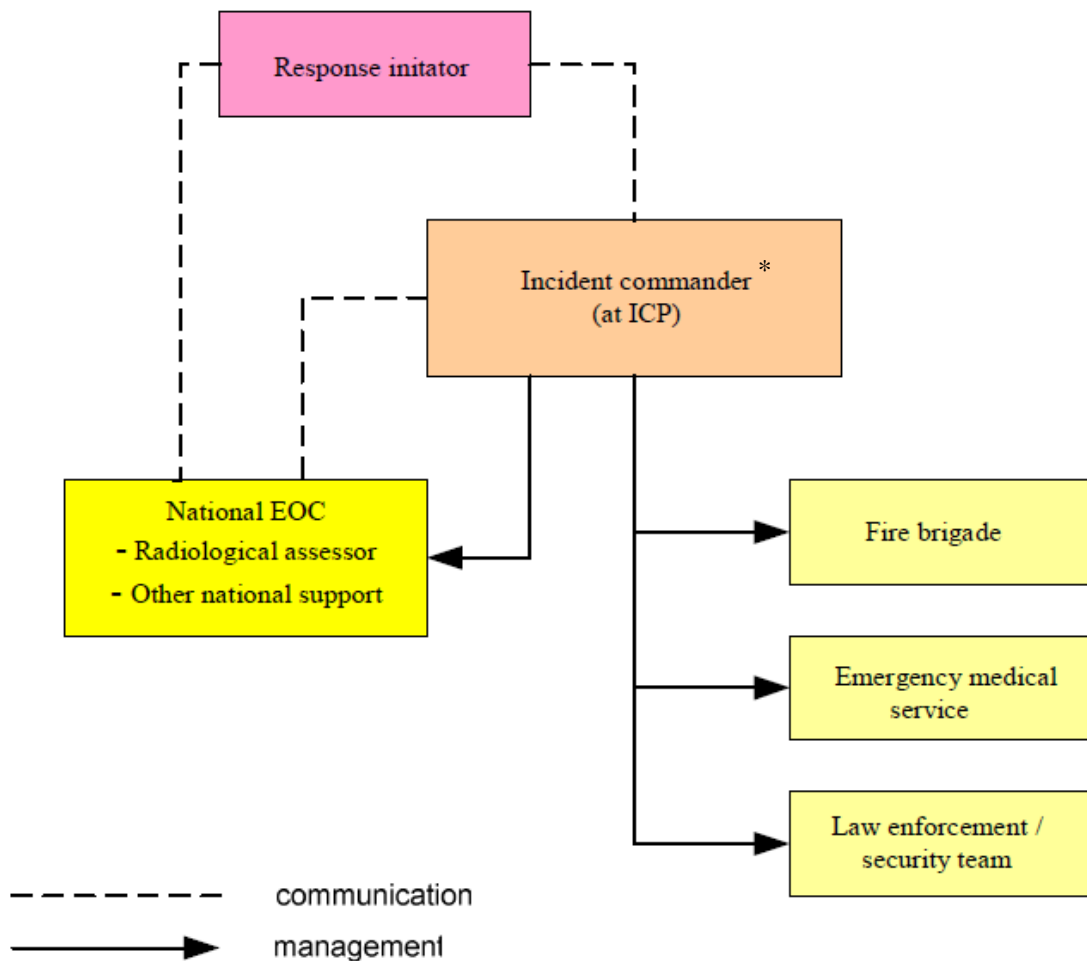 Response initator
Incident commander *
(at ICP)
National EOC
- Radiological assessor
- Other national support
Fire brigade
Emergency medical
service
Law enforcement /
security team
communication
management